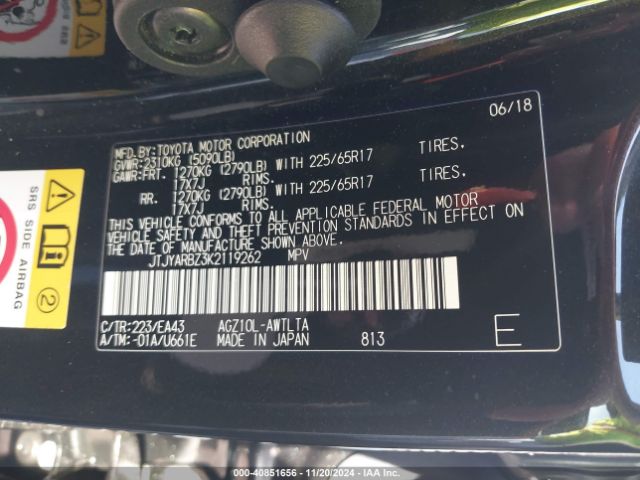 06/18
MFD.BY:TOYOTA MOTOR CORPORATION
GVWR:2310KG (5090LB)
GAWR:FRT. 1270KG (2790LB) WITH 225/65R17 TIRES,
17X7J RIMS.
RR. 1270KG (2790LB) WITH 225/65R17 TIRES,
17X7J RIMS.
THIS VEHICLE CONFORMS TO ALL APPLICABLE FEDERAL MOTOR
VEHICLE SAFETY AND THEFT PREVENTION STANDARDS IN EFFECT ON
THE DATE OF MANUFACTURE SHOWN ABOVE.
JTJYARBZ3K2119262 MPV
C/TR:223/EA43 AGZ10L-AWTLTA
A/TM:-01A/U661E MADE IN JAPAN 813 E
SRS SIDE AIRBAG
2
000-40851656 — 11/20/2024 — IAA Inc.